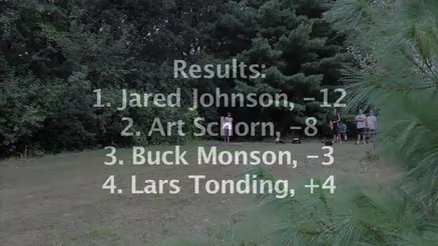 Results:
1. Jared Johnson, –12
2. Art Schorn, –8
3. Buck Monson, –3
4. Lars Tonding, +4